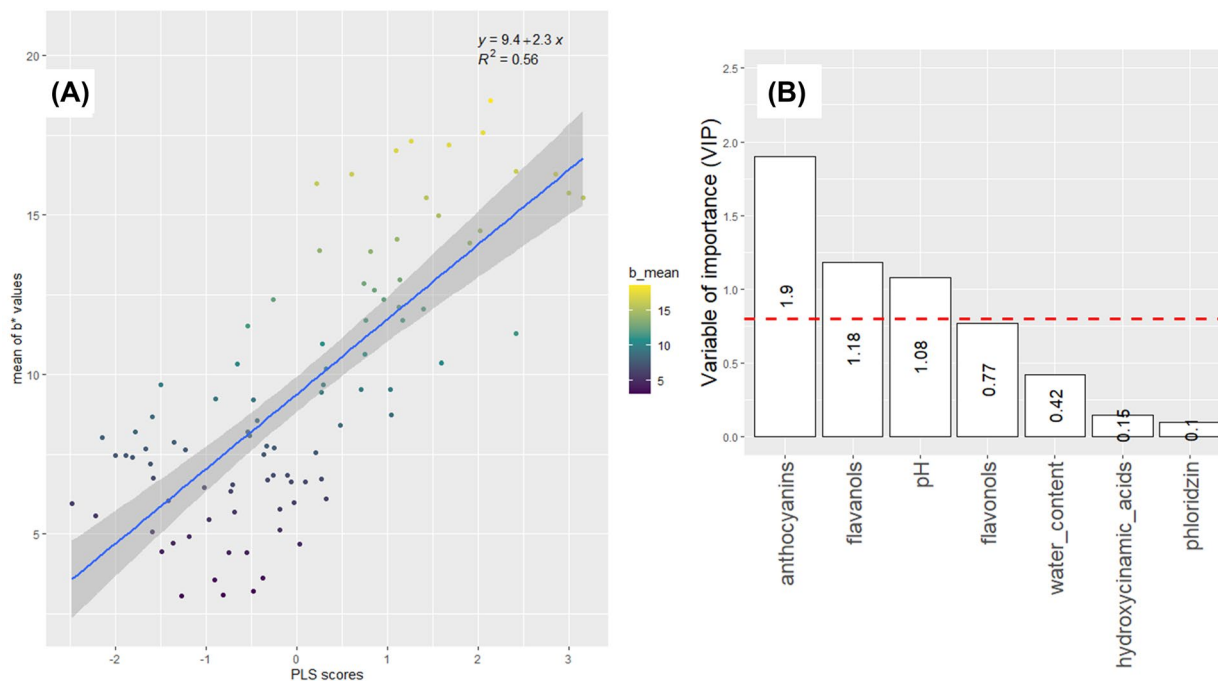 (A)
y = 9.4+2.3 x
R² = 0.56
20
15
10
5
mean of b* values
-2 -1 0 1 2 3
PLS scores
b_mean
15
10
5
(B)
2.5
2.0
1.5
1.0
0.5
0.0
Variable of importance (VIP)
1.9
1.18
1.08
0.77
0.42
0.15
0.1
anthocyanins
flavanols
pH
flavonols
water_content
hydroxycinamic_acids
phloridzin